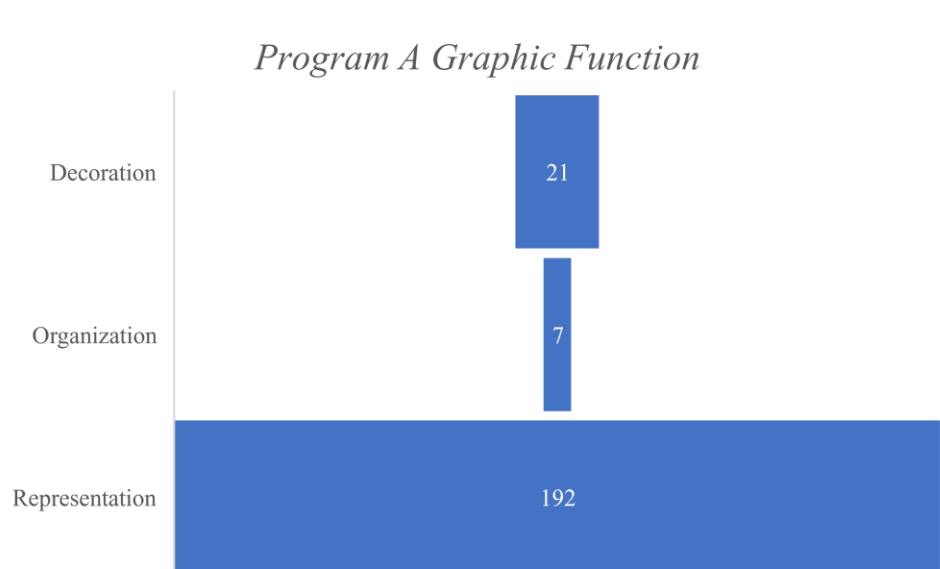 Program A Graphic Function
Decoration
21
Organization
7
Representation
192